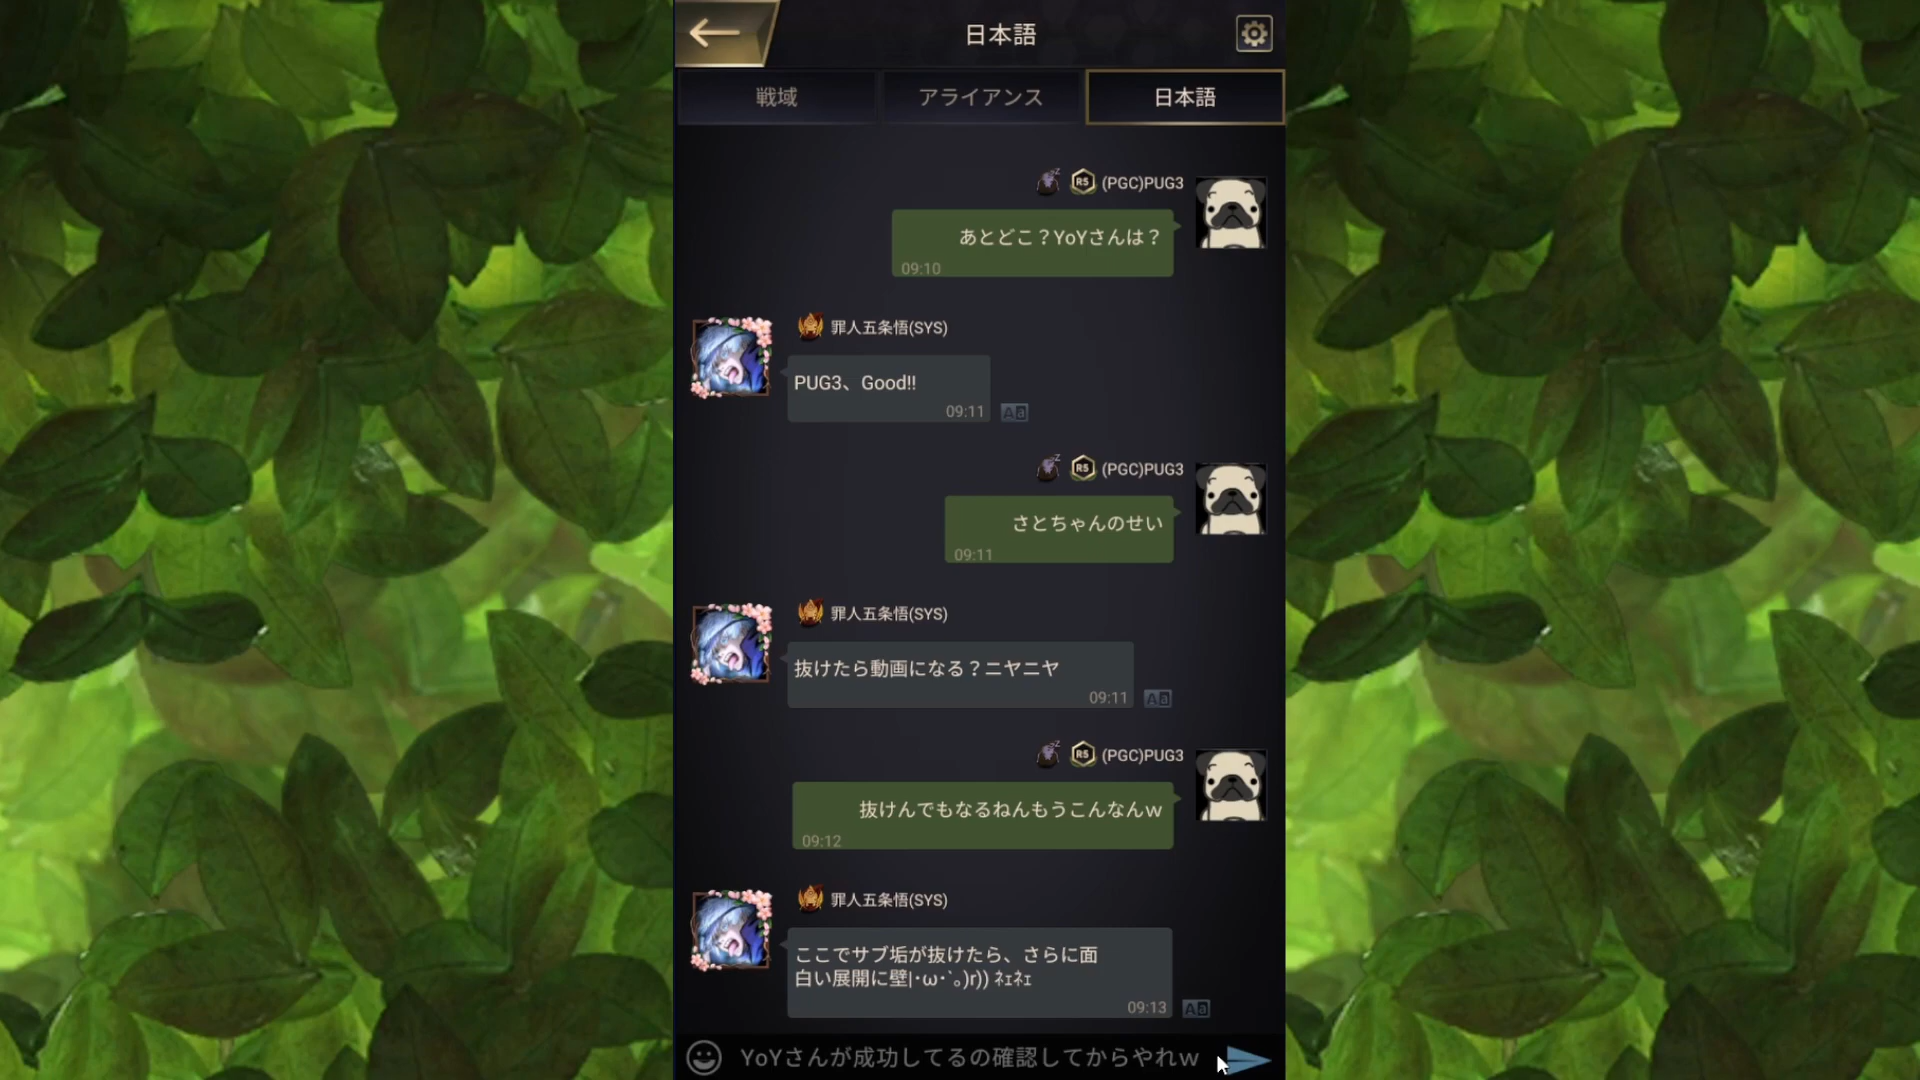 日本語
戦域
アライアンス
日本語
R5 (PGC)PUG3
あとどこ？YoYさんは？
09:10
罪人五条悟(SYS)
PUG3、Good!!
09:11
Aa
R5 (PGC)PUG3
さとちゃんのせい
09:11
罪人五条悟(SYS)
抜けたら動画になる？ニヤニヤ
09:11
Aa
R5 (PGC)PUG3
抜けんでもなるねんもうこんなんw
09:12
罪人五条悟(SYS)
ここでサブ垢が抜けたら、さらに面
白い展開に壁|･ω･`｡)r)) ﾈｪﾈｪ
09:13
Aa
YoYさんが成功してるの確認してからやれw